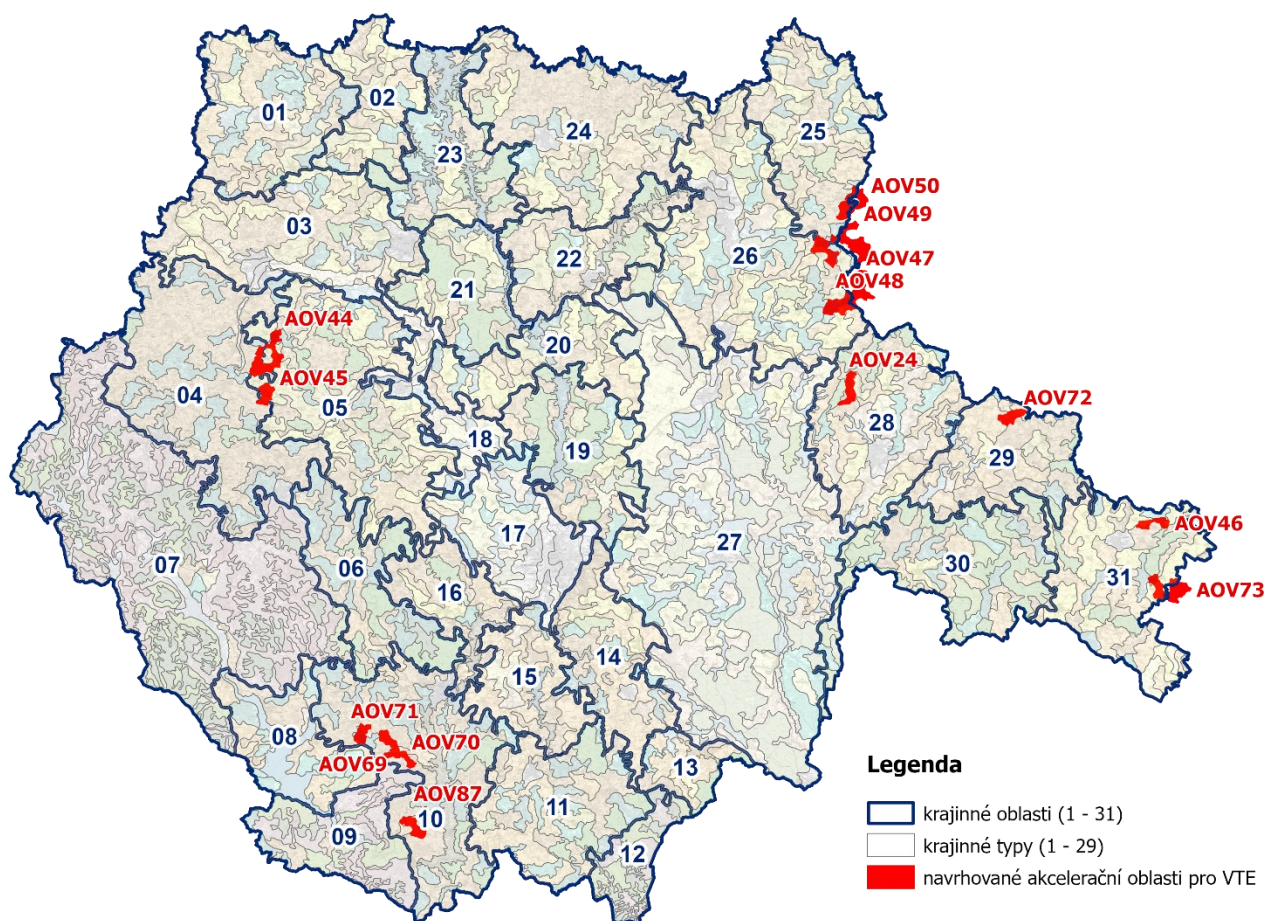 01
02
23
24
25
AOV50
AOV49
03
22
26
AOV47
21
AOV48
AOV44
20
AOV24
AOV45
04
05
AOV72
28
18
19
29
17
AOV46
07
06
27
30
31
16
AOV73
15
14
AOV71
08
AOV70
AOV69
13
Legenda
AOV87
11
10
krajinné oblasti (1 - 31)
09
krajinné typy (1 - 29)
12
navrhované akcelerační oblasti pro VTE